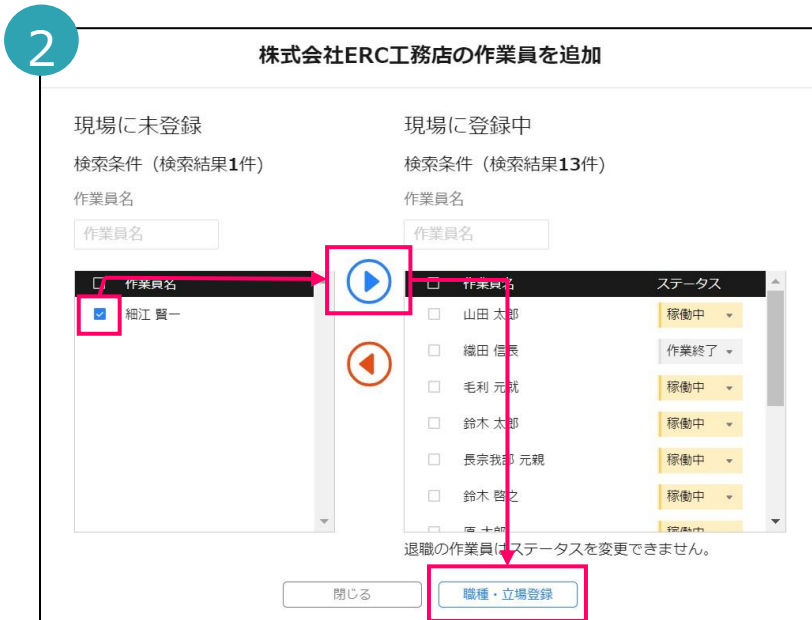 2
株式会社ERC工務店の作業員を追加
現場に未登録
検索条件（検索結果1件)
作業員名
作業員名
作業員名
細江 賢一
現場に登録中
検索条件（検索結果13件)
作業員名
作業員名
作業員名 ステータス
山田 太郎 稼働中
織田 信長 作業終了
毛利 元就 稼働中
鈴木 太郎 稼働中
長宗我部 元親 稼働中
鈴木 啓之 稼働中
原 太郎 稼働中
退職の作業員はステータスを変更できません。
閉じる
職種・立場登録